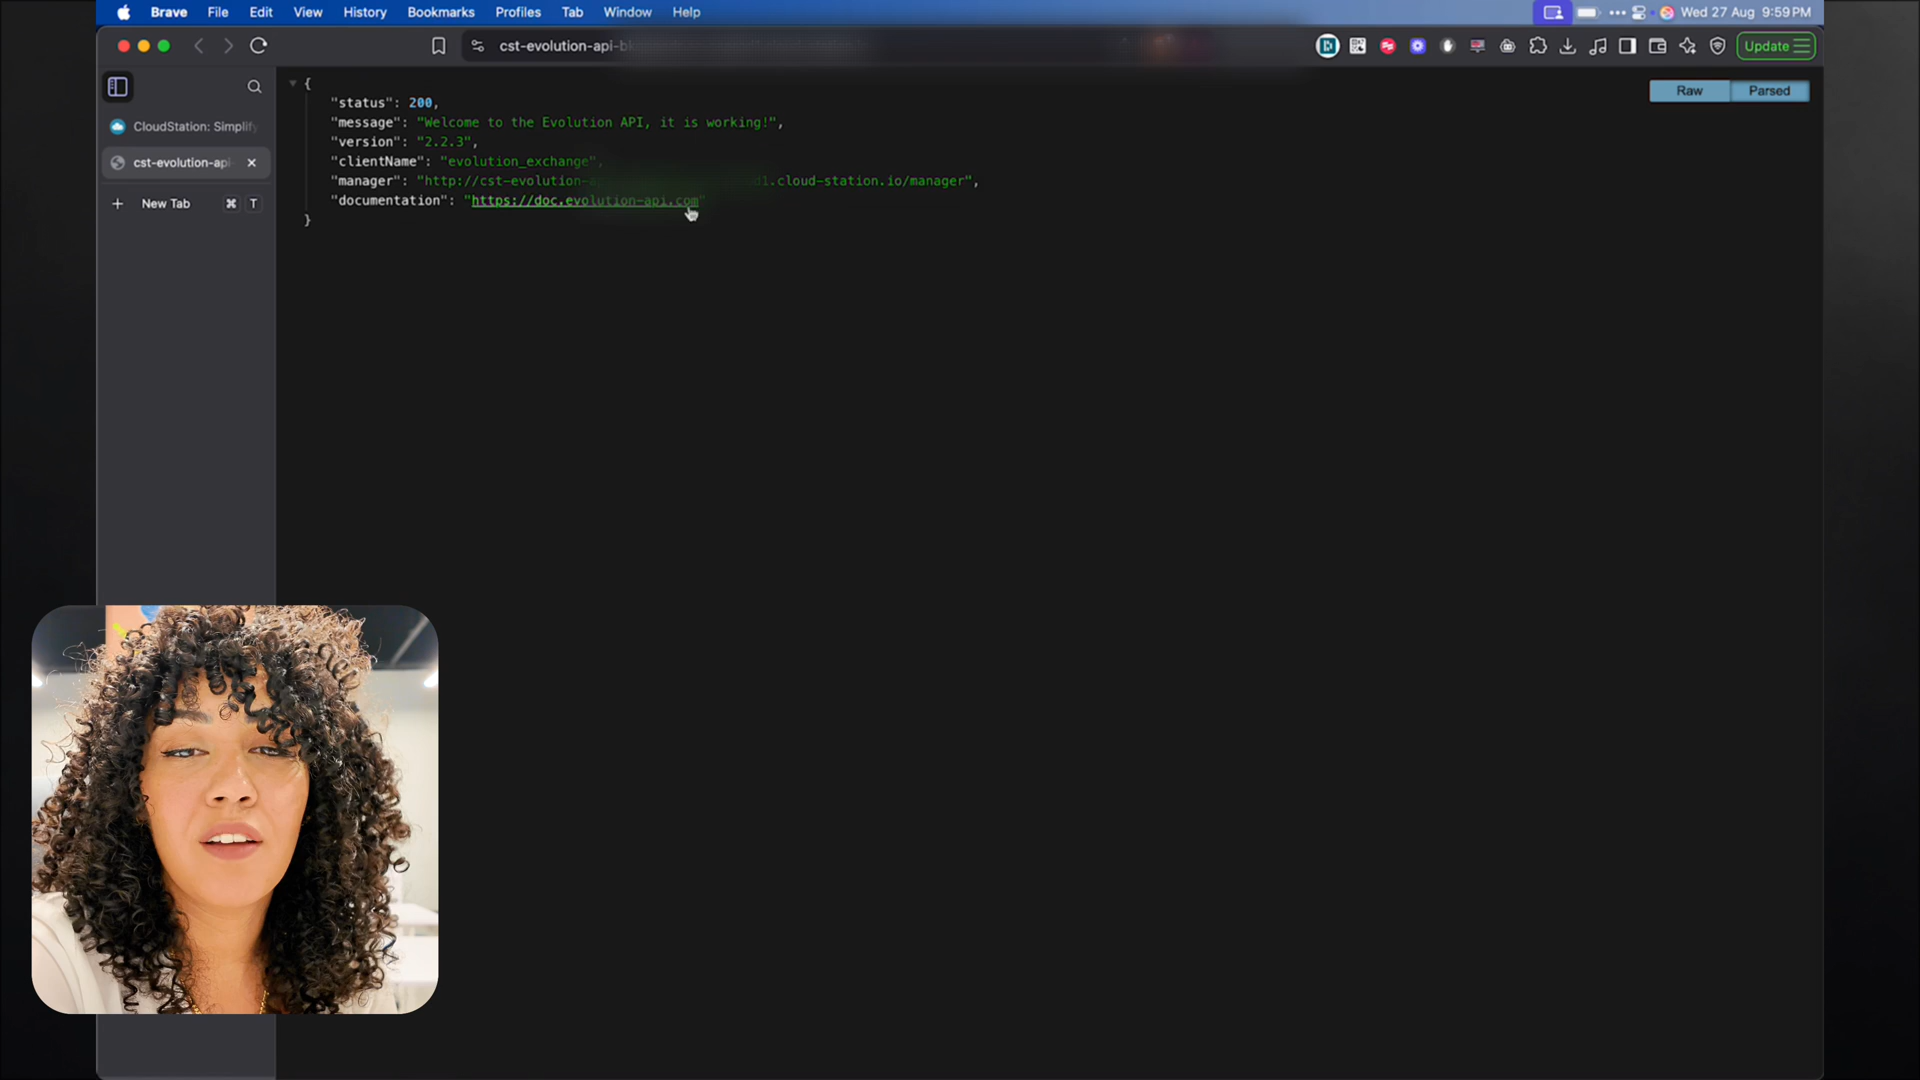 Brave File Edit View History Bookmarks Profiles Tab Window Help
Wed 27 Aug 9:59 PM
cst-evolution-api-b
Update
CloudStation: Simplify
cst-evolution-api-
New Tab ⌘ T
Raw Parsed
{
"status": 200,
"message": "Welcome to the Evolution API, it is working!",
"version": "2.2.3",
"clientName": "evolution_exchange",
"manager": "http://cst-evolution- .cloud-station.io/manager",
"documentation": "https://doc.evolution-api.com"
}